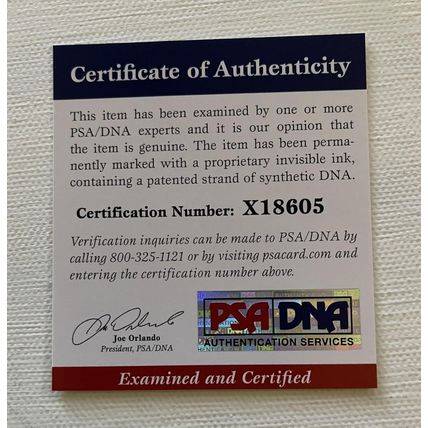 Certificate of Authenticity
This item has been examined by one or more
PSA/DNA experts and it is our opinion that
the item is genuine. The item has been perma-
nently marked with a proprietary invisible ink,
containing a patented strand of synthetic DNA.
Certification Number: X18605
Verification inquiries can be made to PSA/DNA by
calling 800-325-1121 or by visiting psacard.com and
entering the certification number above.
Joe Orlando
President, PSA/DNA
PSA DNA
AUTHENTICATION SERVICES
Examined and Certified